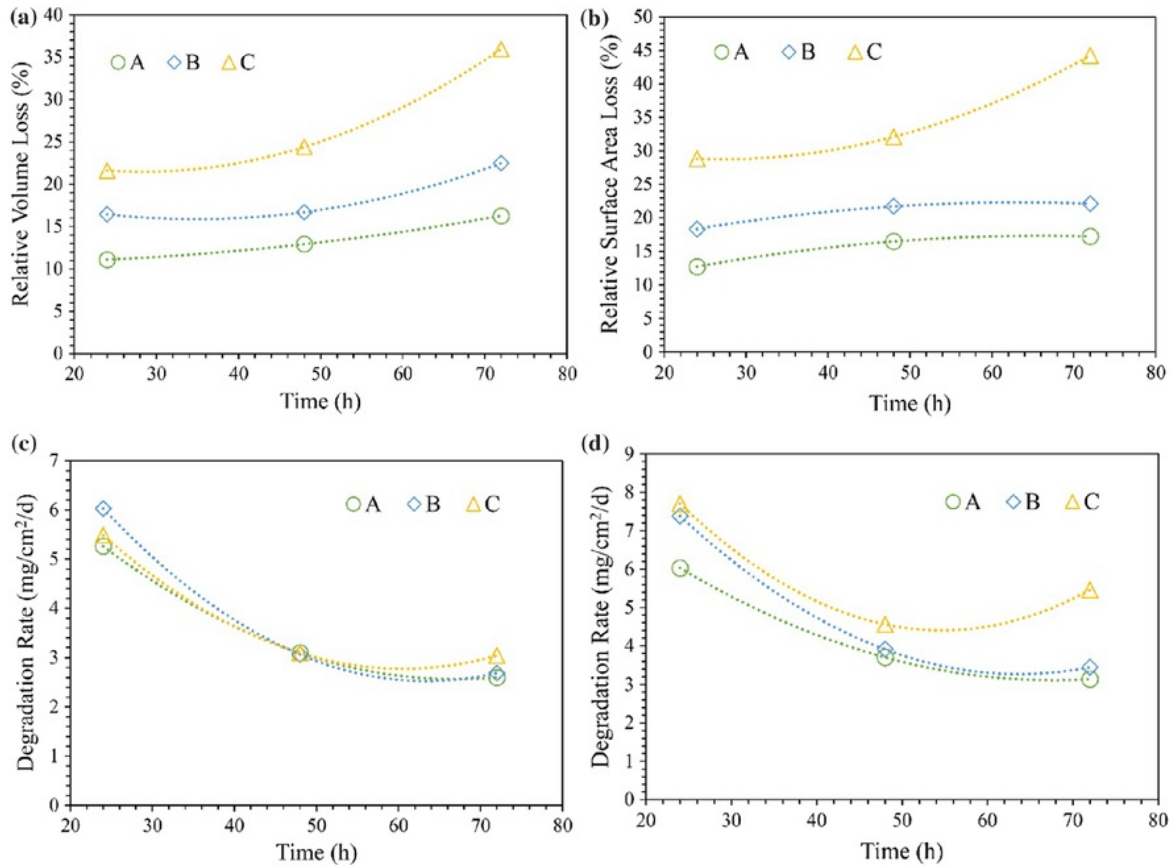 (a)
Relative Volume Loss (%)
40
35
30
25
20
15
10
5
0
A B C
20 30 40 50 60 70 80
Time (h)
(b)
Relative Surface Area Loss (%)
50
45
40
35
30
25
20
15
10
5
0
A B C
20 30 40 50 60 70 80
Time (h)
(c)
Degradation Rate (mg/cm²/d)
7
6
5
4
3
2
1
0
A B C
20 30 40 50 60 70 80
Time (h)
(d)
Degradation Rate (mg/cm²/d)
9
8
7
6
5
4
3
2
1
0
A B C
20 30 40 50 60 70 80
Time (h)